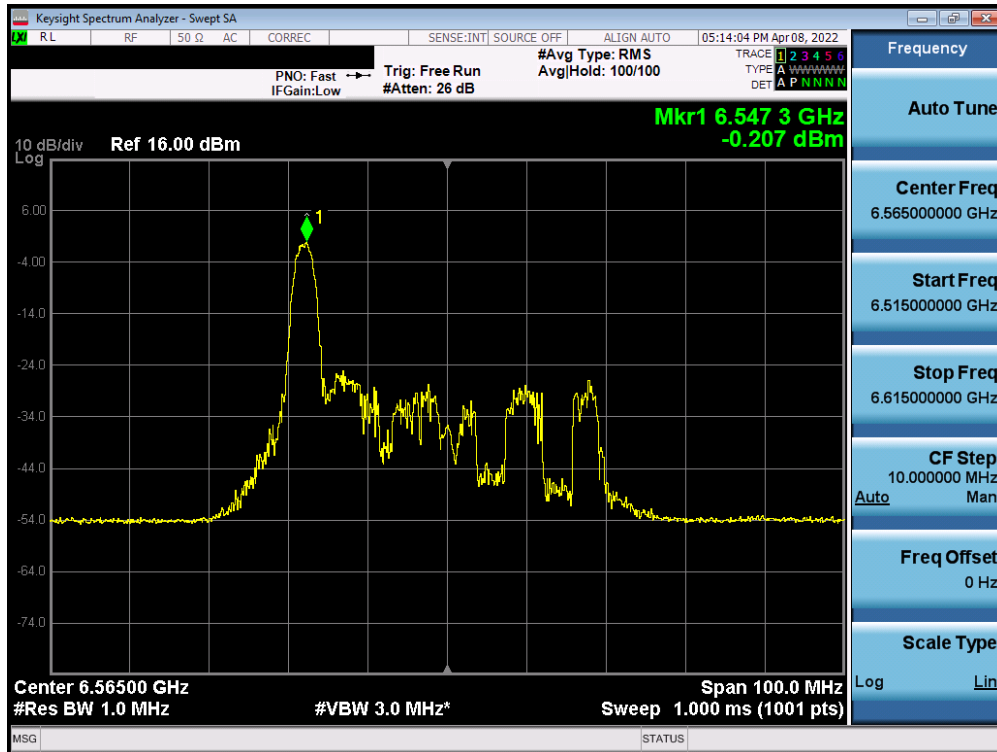 Keysight Spectrum Analyzer - Swept SA
LXI RL RF 50 Ω AC CORREC SENSE:INT SOURCE OFF ALIGN AUTO 05:14:04 PM Apr 08, 2022
PNO: Fast
IFGain:Low
Trig: Free Run
#Atten: 26 dB
#Avg Type: RMS
Avg|Hold: 100/100
TRACE 1 2 3 4 5 6
TYPE A WWWWW
DET A P N N N N
Mkr1 6.547 3 GHz
-0.207 dBm
10 dB/div
Log
Ref 16.00 dBm
1
6.00
-4.00
-14.0
-24.0
-34.0
-44.0
-54.0
-64.0
-74.0
Center 6.56500 GHz
Span 100.0 MHz
#Res BW 1.0 MHz
#VBW 3.0 MHz*
Sweep 1.000 ms (1001 pts)
MSG
STATUS
Frequency
Auto Tune
Center Freq
6.565000000 GHz
Start Freq
6.515000000 GHz
Stop Freq
6.615000000 GHz
CF Step
10.000000 MHz
Auto Man
Freq Offset
0 Hz
Scale Type
Log Lin